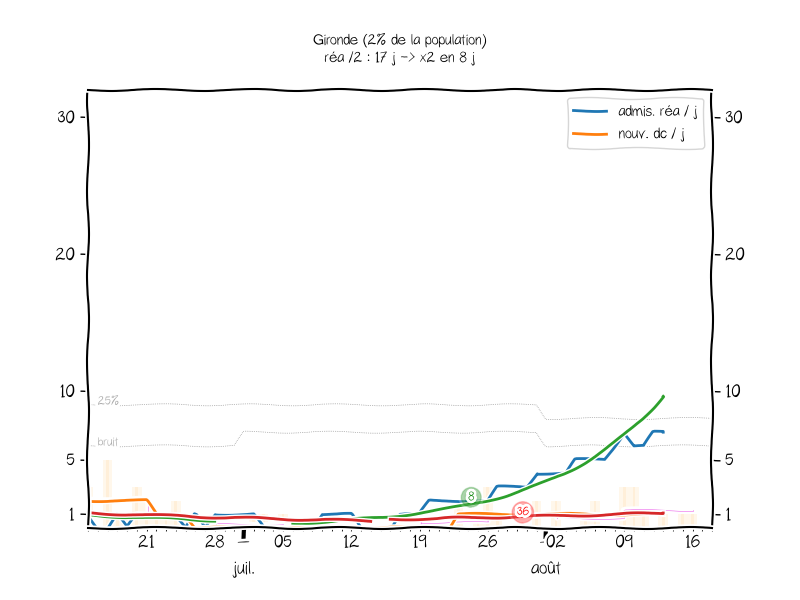 Gironde (2% de la population)
réa /2 : 17 j -> x2 en 8 j
admis. réa / j
nouv. dc / j
30
30
20
20
10
10
25%
bruit
5
5
8
36
1
1
21 28 05 12 19 26 02 09 16
juil. août